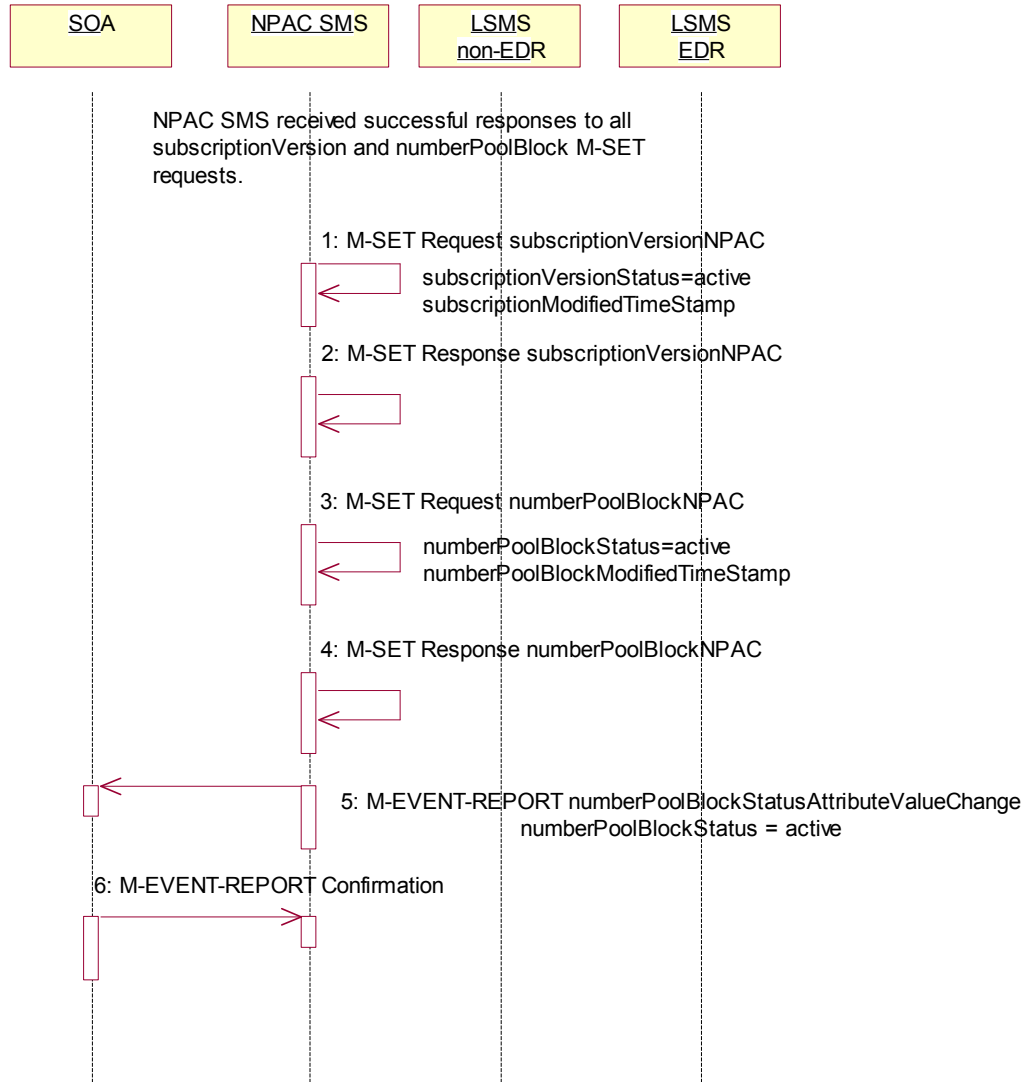 SOA
NPAC SMS
LSMS
non-EDR
LSMS
EDR
NPAC SMS received successful responses to all
subscriptionVersion and numberPoolBlock M-SET
requests.
1: M-SET Request subscriptionVersionNPAC
subscriptionVersionStatus=active
subscriptionModifiedTimeStamp
2: M-SET Response subscriptionVersionNPAC
3: M-SET Request numberPoolBlockNPAC
numberPoolBlockStatus=active
numberPoolBlockModifiedTimeStamp
4: M-SET Response numberPoolBlockNPAC
5: M-EVENT-REPORT numberPoolBlockStatusAttributeValueChange
numberPoolBlockStatus = active
6: M-EVENT-REPORT Confirmation